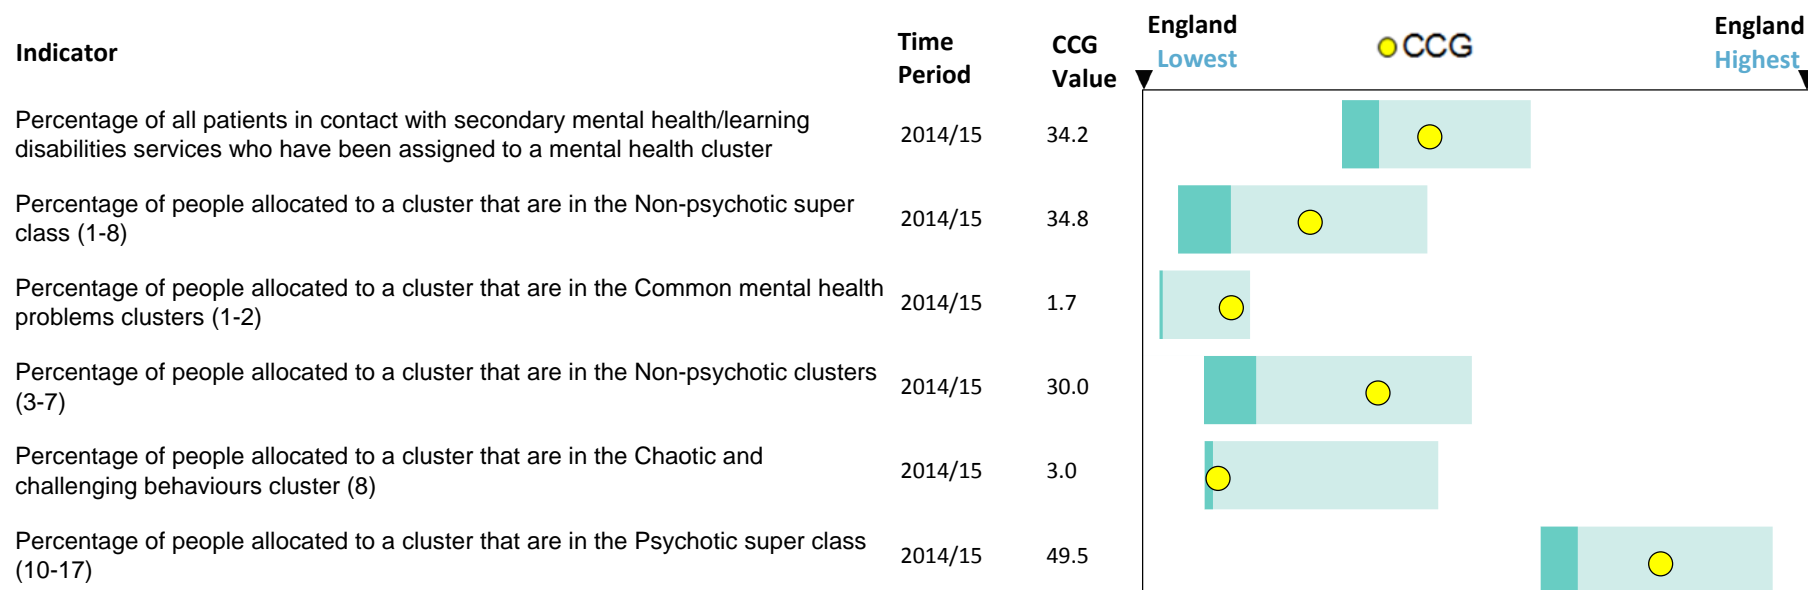 Indicator
Time
Period
CCG
Value
England
Lowest
CCG
England
Highest
Percentage of all patients in contact with secondary mental health/learning
disabilities services who have been assigned to a mental health cluster
2014/15
34.2
Percentage of people allocated to a cluster that are in the Non-psychotic super
class (1-8)
2014/15
34.8
Percentage of people allocated to a cluster that are in the Common mental health
problems clusters (1-2)
2014/15
1.7
Percentage of people allocated to a cluster that are in the Non-psychotic clusters
(3-7)
2014/15
30.0
Percentage of people allocated to a cluster that are in the Chaotic and
challenging behaviours cluster (8)
2014/15
3.0
Percentage of people allocated to a cluster that are in the Psychotic super class
(10-17)
2014/15
49.5